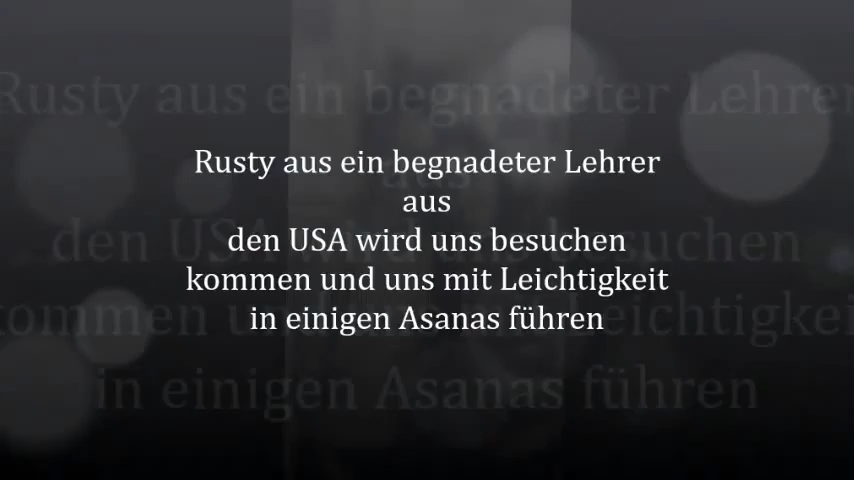 Rusty aus ein begnadeter Lehrer
aus
den USA wird uns besuchen
kommen und uns mit Leichtigkeit
in einigen Asanas führen